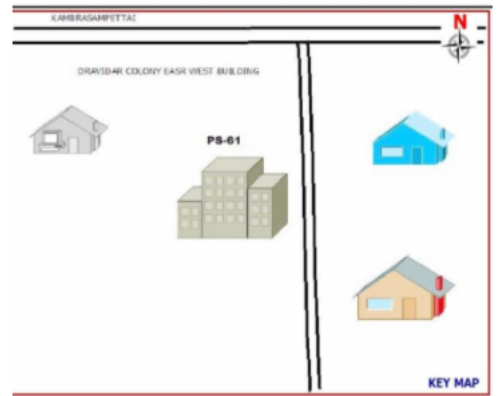 KAMBRASAMPETTAI
N
DRAVIDAR COLONY EASR WEST BUILDING
PS-61
KEY MAP